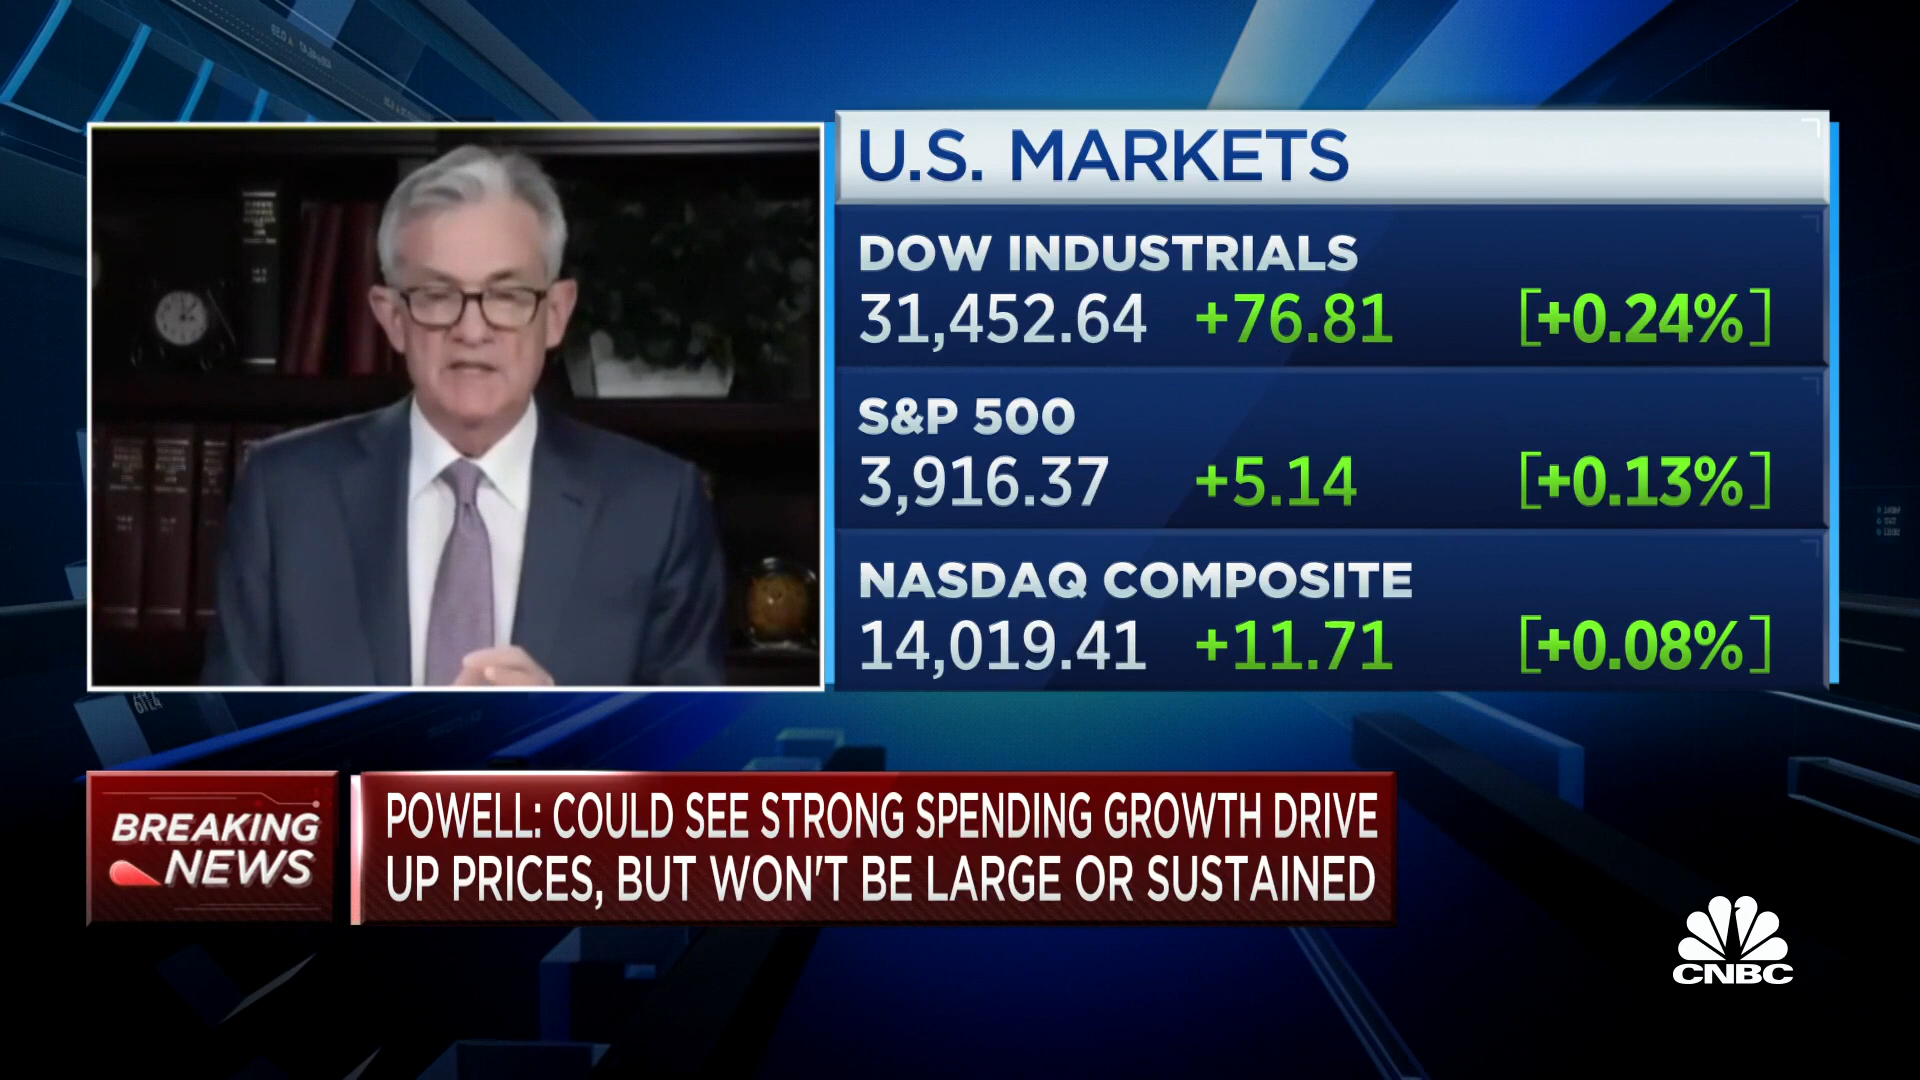 U.S. MARKETS
DOW INDUSTRIALS
31,452.64 +76.81 [+0.24%]
S&P 500
3,916.37 +5.14 [+0.13%]
NASDAQ COMPOSITE
14,019.41 +11.71 [+0.08%]
BREAKING
NEWS
POWELL: COULD SEE STRONG SPENDING GROWTH DRIVE
UP PRICES, BUT WON'T BE LARGE OR SUSTAINED
CNBC